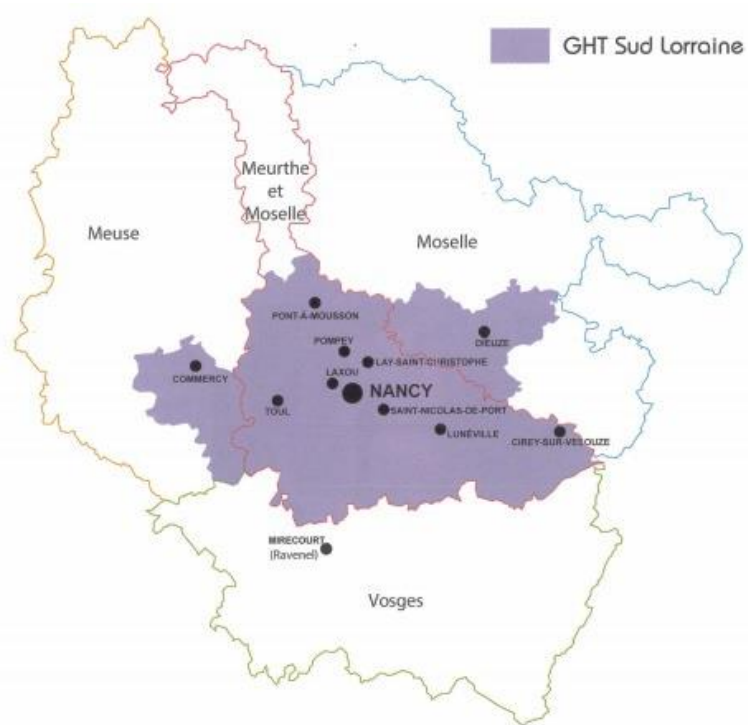 GHT Sud Lorraine
Meurthe
et
Moselle
Meuse
Moselle
PONT-À-MOUSSON
POMPEY
DIEUZE
LAY-SAINT-CHRISTOPHE
COMMERCY
LAXOU
NANCY
TOUL
SAINT-NICOLAS-DE-PORT
LUNÉVILLE
CIREY-SUR-VEZOUZE
MIRECOURT
(Ravenel)
Vosges